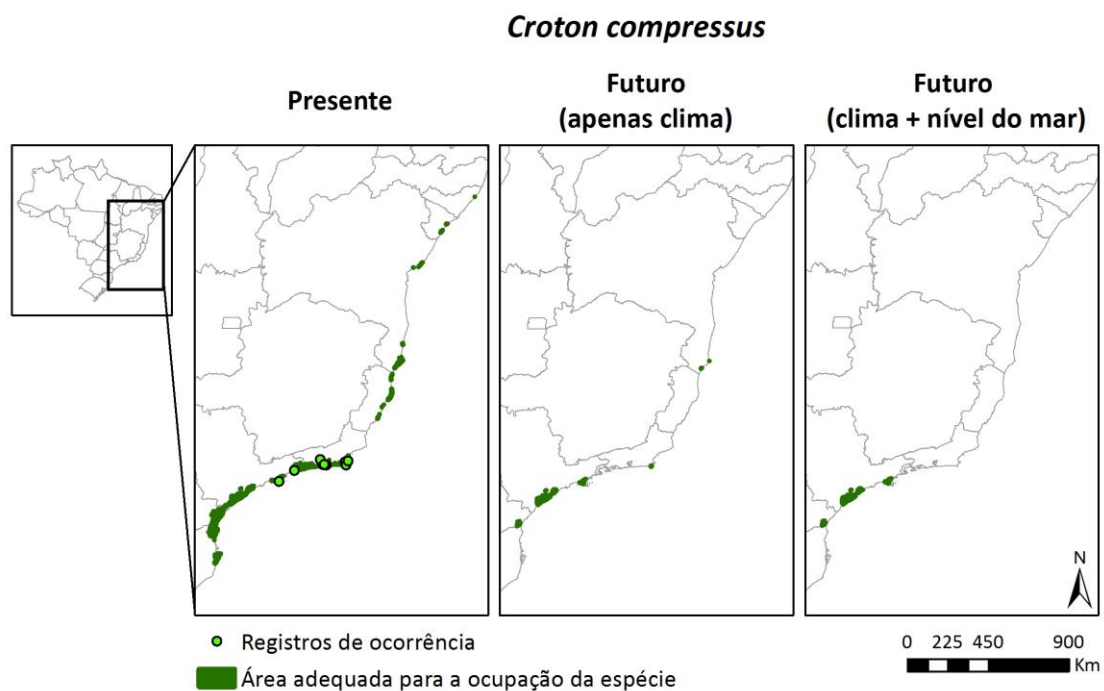 Croton compressus
Presente
Futuro
(apenas clima)
Futuro
(clima + nível do mar)
N
Registros de ocorrência
Área adequada para a ocupação da espécie
0 225 450 900
Km